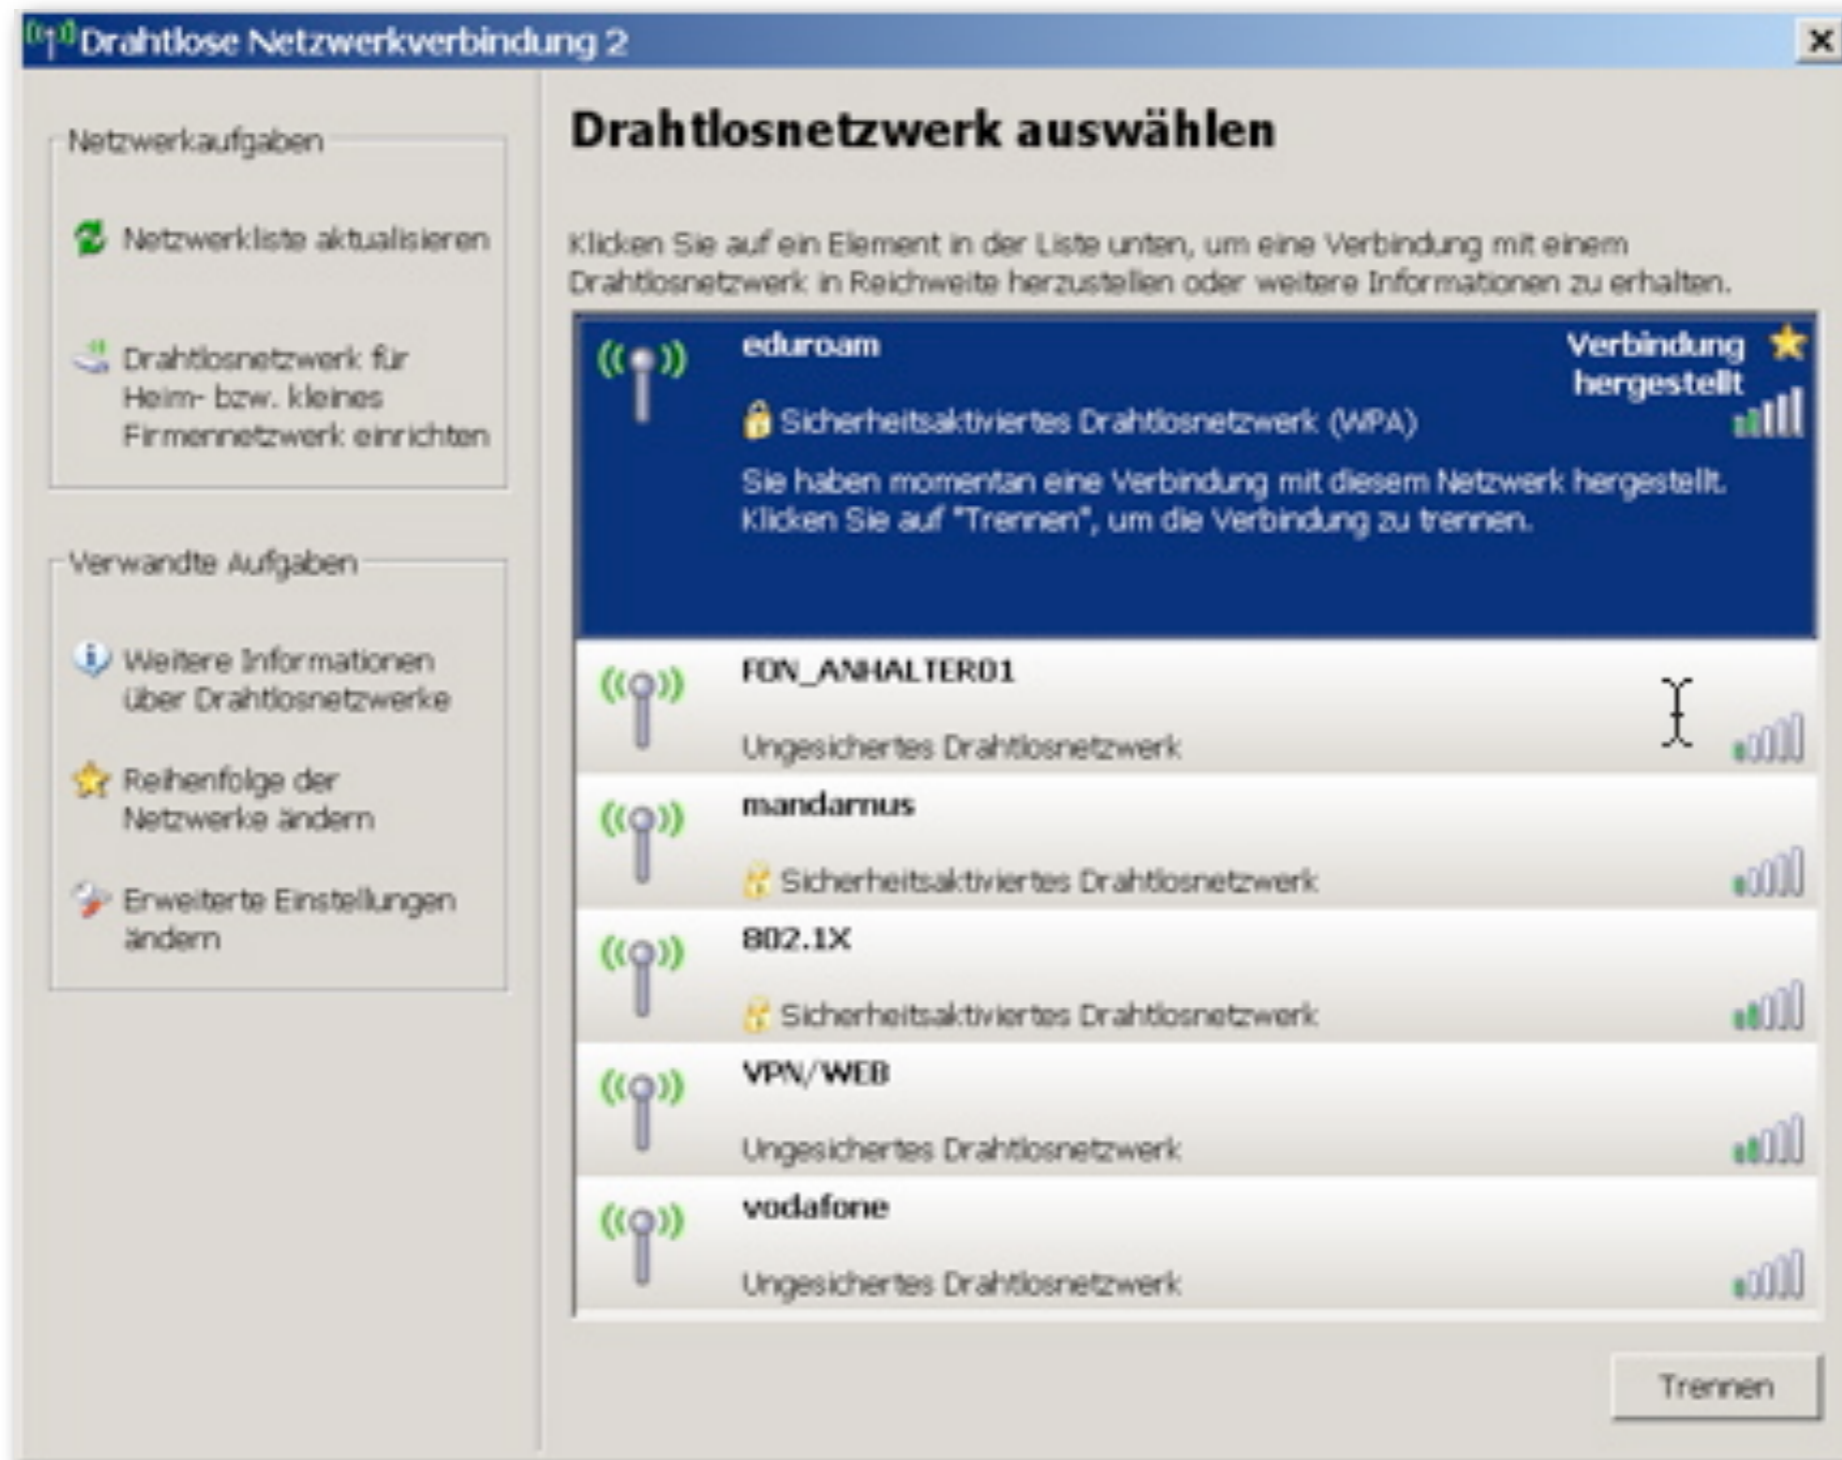 Drahtlose Netzwerkverbindung 2
Netzwerkaufgaben
Netzwerkliste aktualisieren
Drahtlosnetzwerk für
Heim- bzw. kleines
Firmennetzwerk einrichten
Verwandte Aufgaben
Weitere Informationen
über Drahtlosnetzwerke
Reihenfolge der
Netzwerke ändern
Erweiterte Einstellungen
ändern
Drahtlosnetzwerk auswählen
Klicken Sie auf ein Element in der Liste unten, um eine Verbindung mit einem
Drahtlosnetzwerk in Reichweite herzustellen oder weitere Informationen zu erhalten.
eduroam
Verbindung
hergestellt
Sicherheitsaktiviertes Drahtlosnetzwerk (WPA)
Sie haben momentan eine Verbindung mit diesem Netzwerk hergestellt.
Klicken Sie auf "Trennen", um die Verbindung zu trennen.
FON_ANHALTER01
Ungesichertes Drahtlosnetzwerk
mandarnus
Sicherheitsaktiviertes Drahtlosnetzwerk
802.1X
Sicherheitsaktiviertes Drahtlosnetzwerk
VPN/WEB
Ungesichertes Drahtlosnetzwerk
vodafone
Ungesichertes Drahtlosnetzwerk
Trennen